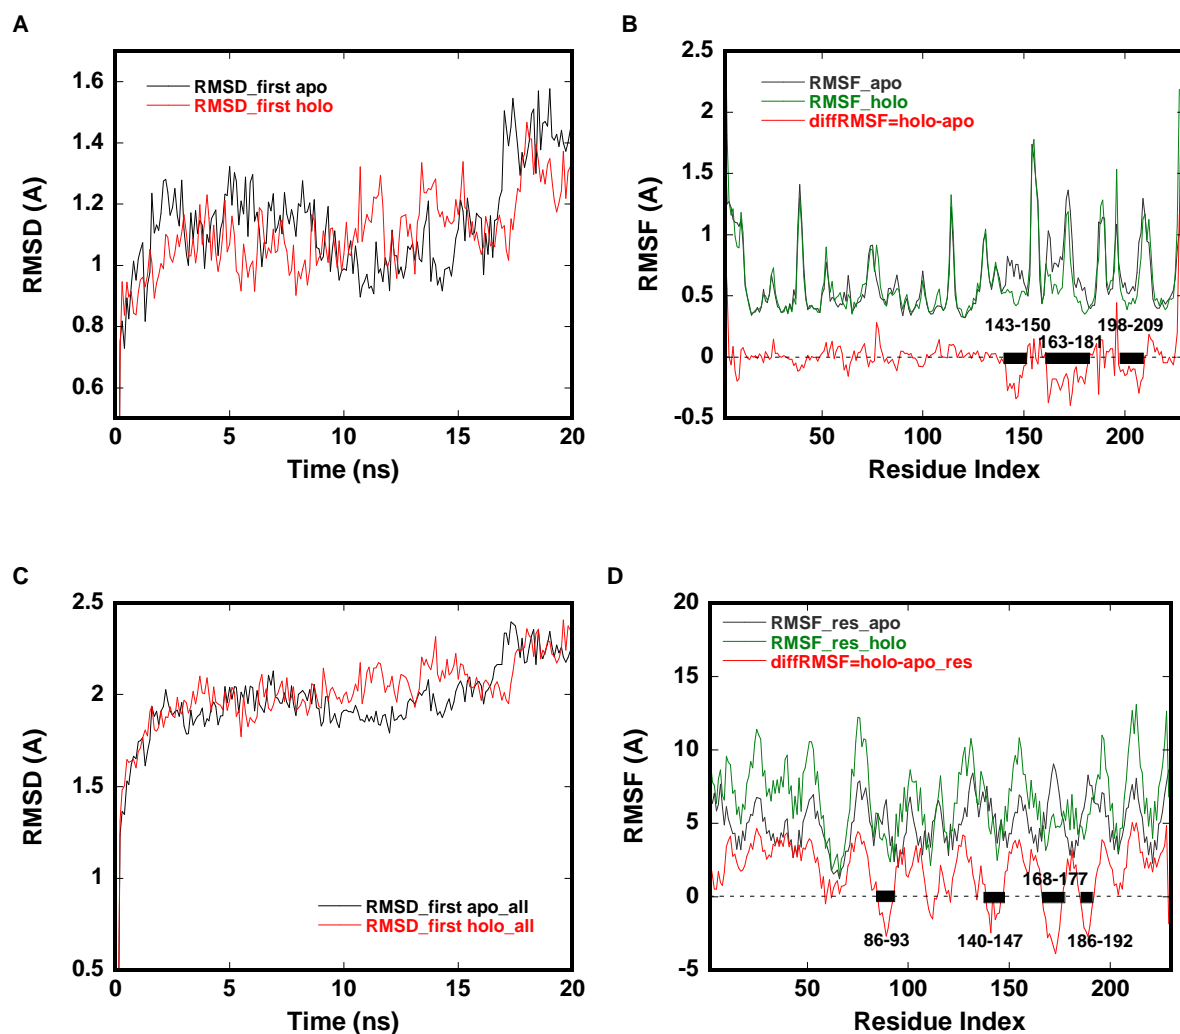 A
RMSD (A)
1.6
1.4
1.2
1
0.8
0.6
RMSD_first apo
RMSD_first holo
0 5 10 15 20
Time (ns)
B
RMSF (A)
2.5
2
1.5
1
0.5
0
-0.5
RMSF_apo
RMSF_holo
diffRMSF=holo-apo
143-150
163-181
198-209
50 100 150 200
Residue Index
C
RMSD (A)
2.5
2
1.5
1
0.5
RMSD_first apo_all
RMSD_first holo_all
0 5 10 15 20
Time (ns)
D
RMSF (A)
20
15
10
5
0
-5
RMSF_res_apo
RMSF_res_holo
diffRMSF=holo-apo_res
168-177
86-93
140-147
186-192
50 100 150 200
Residue Index